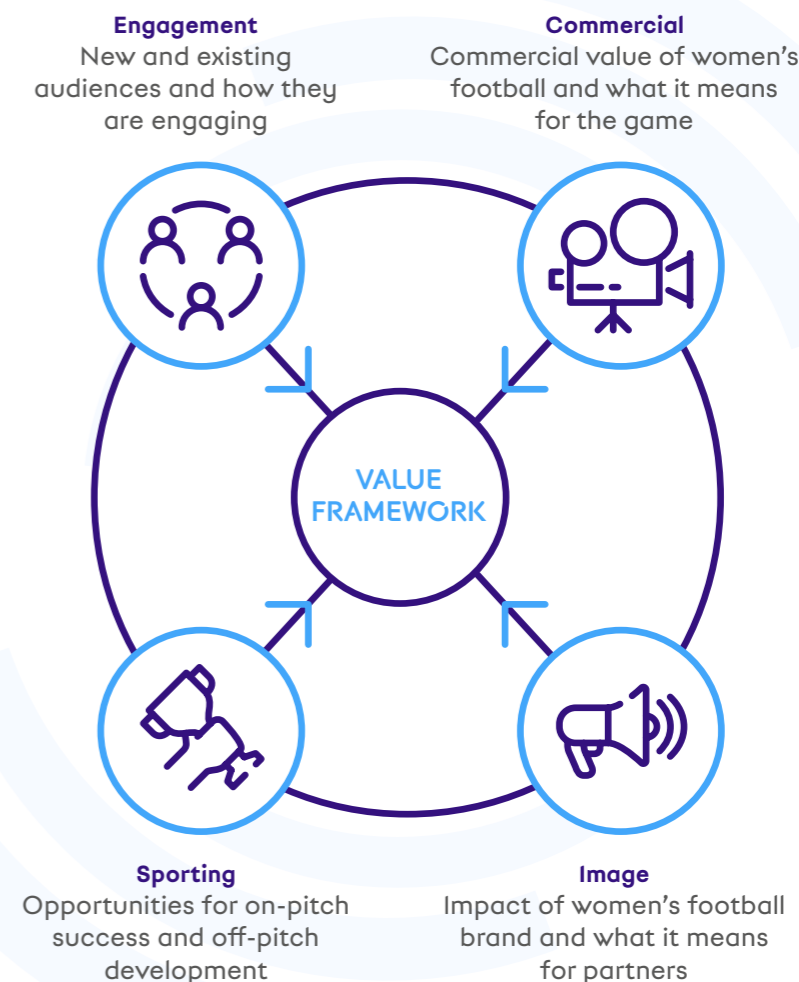 Engagement
New and existing
audiences and how they
are engaging
Commercial
Commercial value of women's
football and what it means
for the game
VALUE
FRAMEWORK
Sporting
Opportunities for on-pitch
success and off-pitch
development
Image
Impact of women's football
brand and what it means
for partners